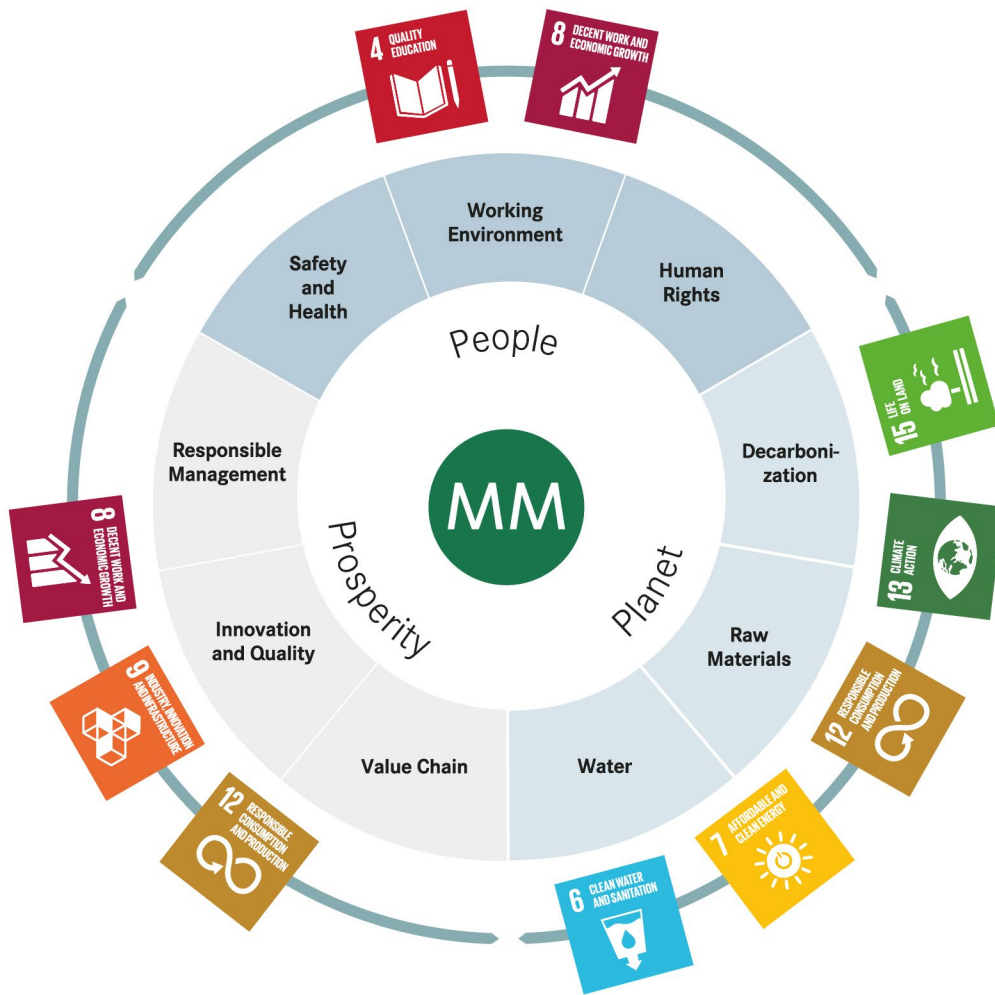 4 QUALITY
EDUCATION
8 DECENT WORK AND
ECONOMIC GROWTH
Working
Environment
Safety
and
Health
Human
Rights
People
15 LIFE
ON LAND
Responsible
Management
Decarboni-
zation
MM
8 DECENT WORK AND
ECONOMIC GROWTH
13 CLIMATE
ACTION
Prosperity
Planet
Innovation
and Quality
Raw
Materials
9 INDUSTRY, INNOVATION
AND INFRASTRUCTURE
12 RESPONSIBLE
CONSUMPTION
AND PRODUCTION
Value Chain
Water
12 RESPONSIBLE
CONSUMPTION
AND PRODUCTION
7 AFFORDABLE AND
CLEAN ENERGY
6 CLEAN WATER
AND SANITATION